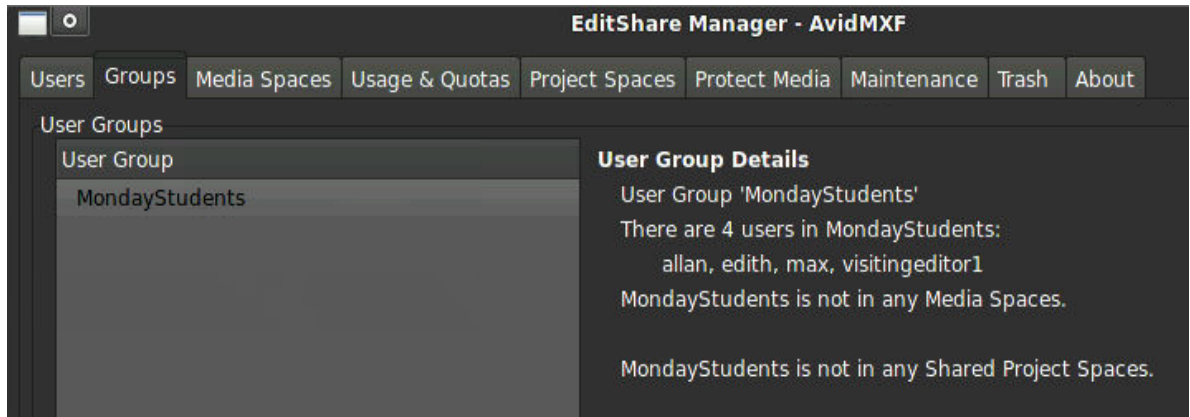 EditShare Manager - AvidMXF
Users Groups Media Spaces Usage & Quotas Project Spaces Protect Media Maintenance Trash About
User Groups
User Group
MondayStudents
User Group Details
User Group 'MondayStudents'
There are 4 users in MondayStudents:
allan, edith, max, visitingeditor1
MondayStudents is not in any Media Spaces.
MondayStudents is not in any Shared Project Spaces.